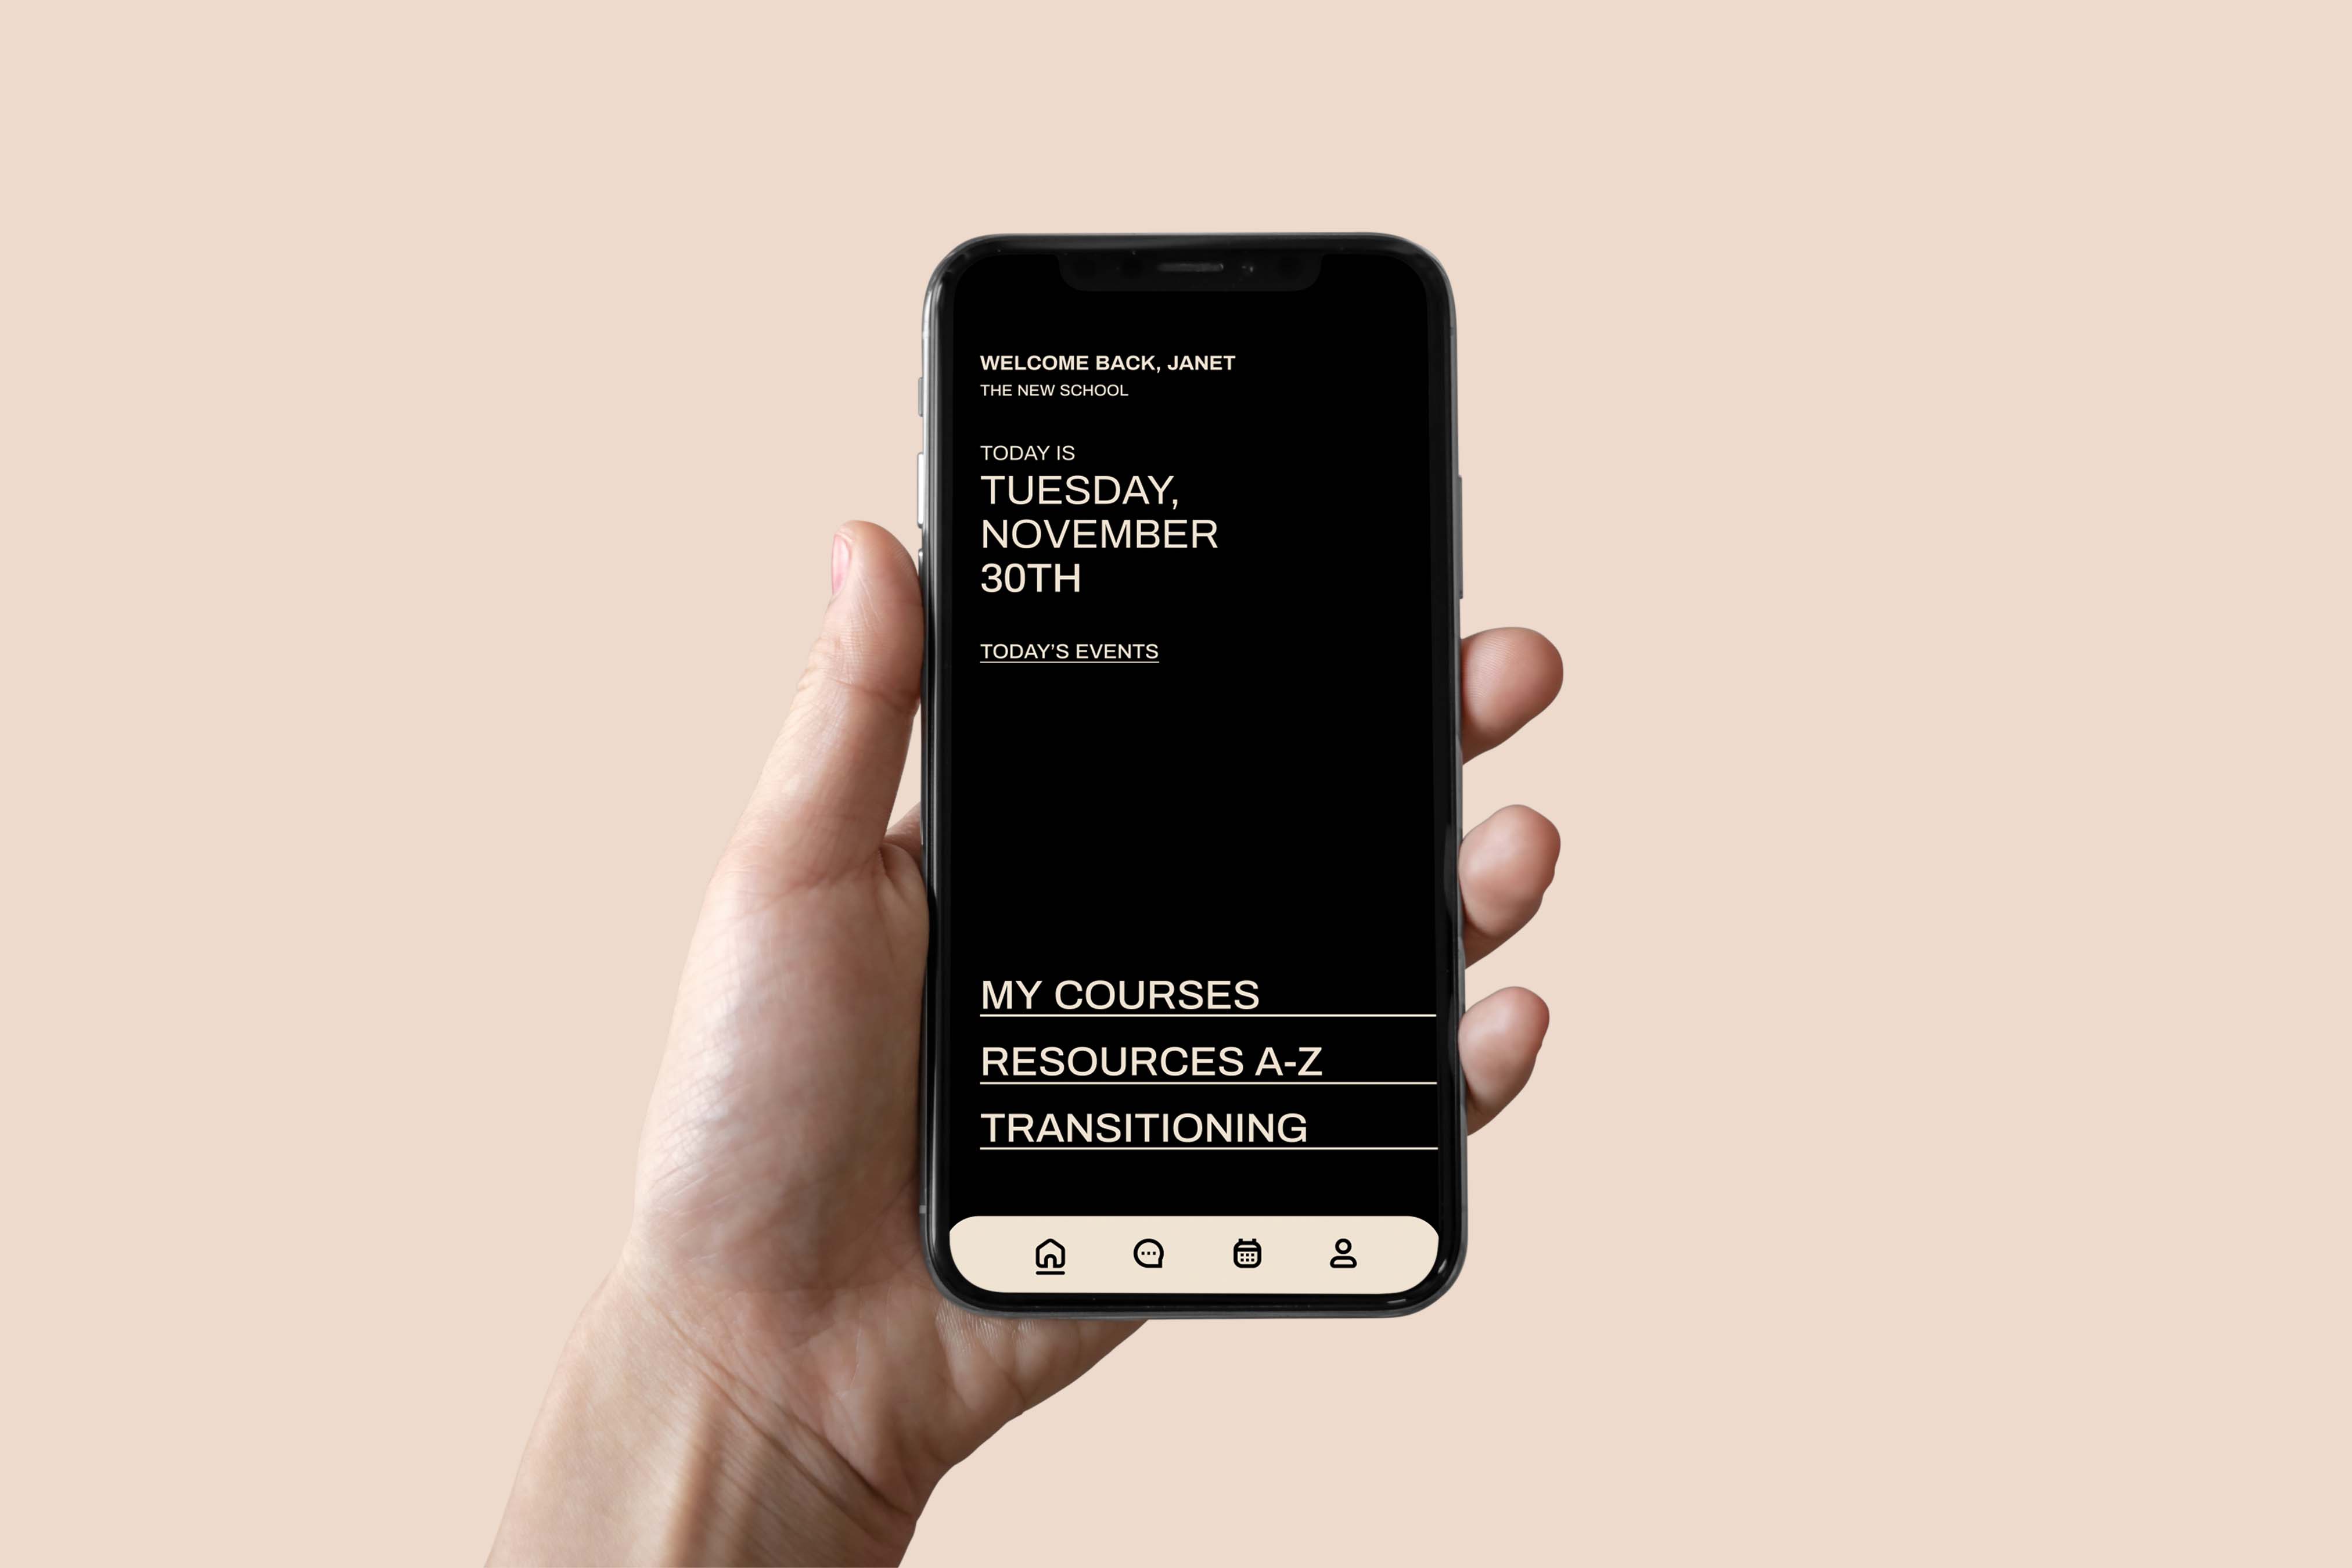 WELCOME BACK, JANET
THE NEW SCHOOL
TODAY IS
TUESDAY,
NOVEMBER
30TH
TODAY’S EVENTS
MY COURSES
RESOURCES A-Z
TRANSITIONING